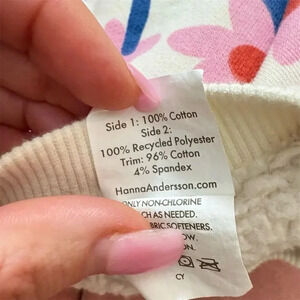 Side 1: 100% Cotton
Side 2:
100% Recycled Polyester
Trim: 96% Cotton
4% Spandex
HannaAndersson.com
ONLY NON-CHLORINE
AS NEEDED.
SOFTENERS.
CY